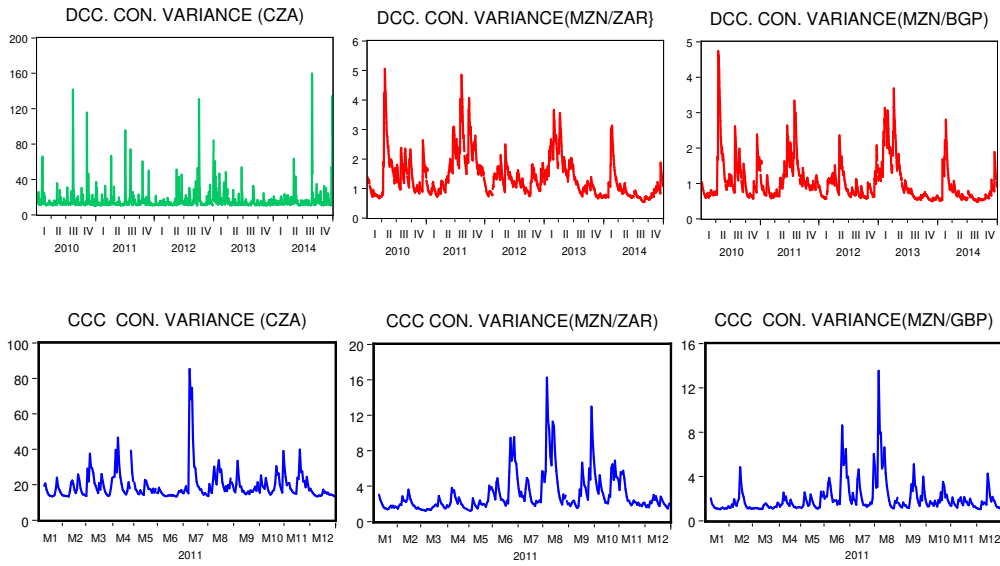 DCC. CON. VARIANCE (CZA)
200
160
120
80
40
0
I II III IV I II III IV I II III IV I II III IV I II III IV
2010 2011 2012 2013 2014
DCC. CON. VARIANCE(MZN/ZAR}
6
5
4
3
2
1
0
I II III IV I II III IV I II III IV I II III IV I II III IV
2010 2011 2012 2013 2014
DCC. CON. VARIANCE(MZN/BGP)
5
4
3
2
1
0
I II III IV I II III IV I II III IV I II III IV I II III IV
2010 2011 2012 2013 2014
CCC CON. VARIANCE (CZA)
100
80
60
40
20
0
M1 M2 M3 M4 M5 M6 M7 M8 M9 M10 M11 M12
2011
CCC CON. VARIANCE(MZN/ZAR)
20
16
12
8
4
0
M1 M2 M3 M4 M5 M6 M7 M8 M9 M10 M11 M12
2011
CCC CON. VARIANCE(MZN/GBP)
16
12
8
4
0
M1 M2 M3 M4 M5 M6 M7 M8 M9 M10 M11 M12
2011